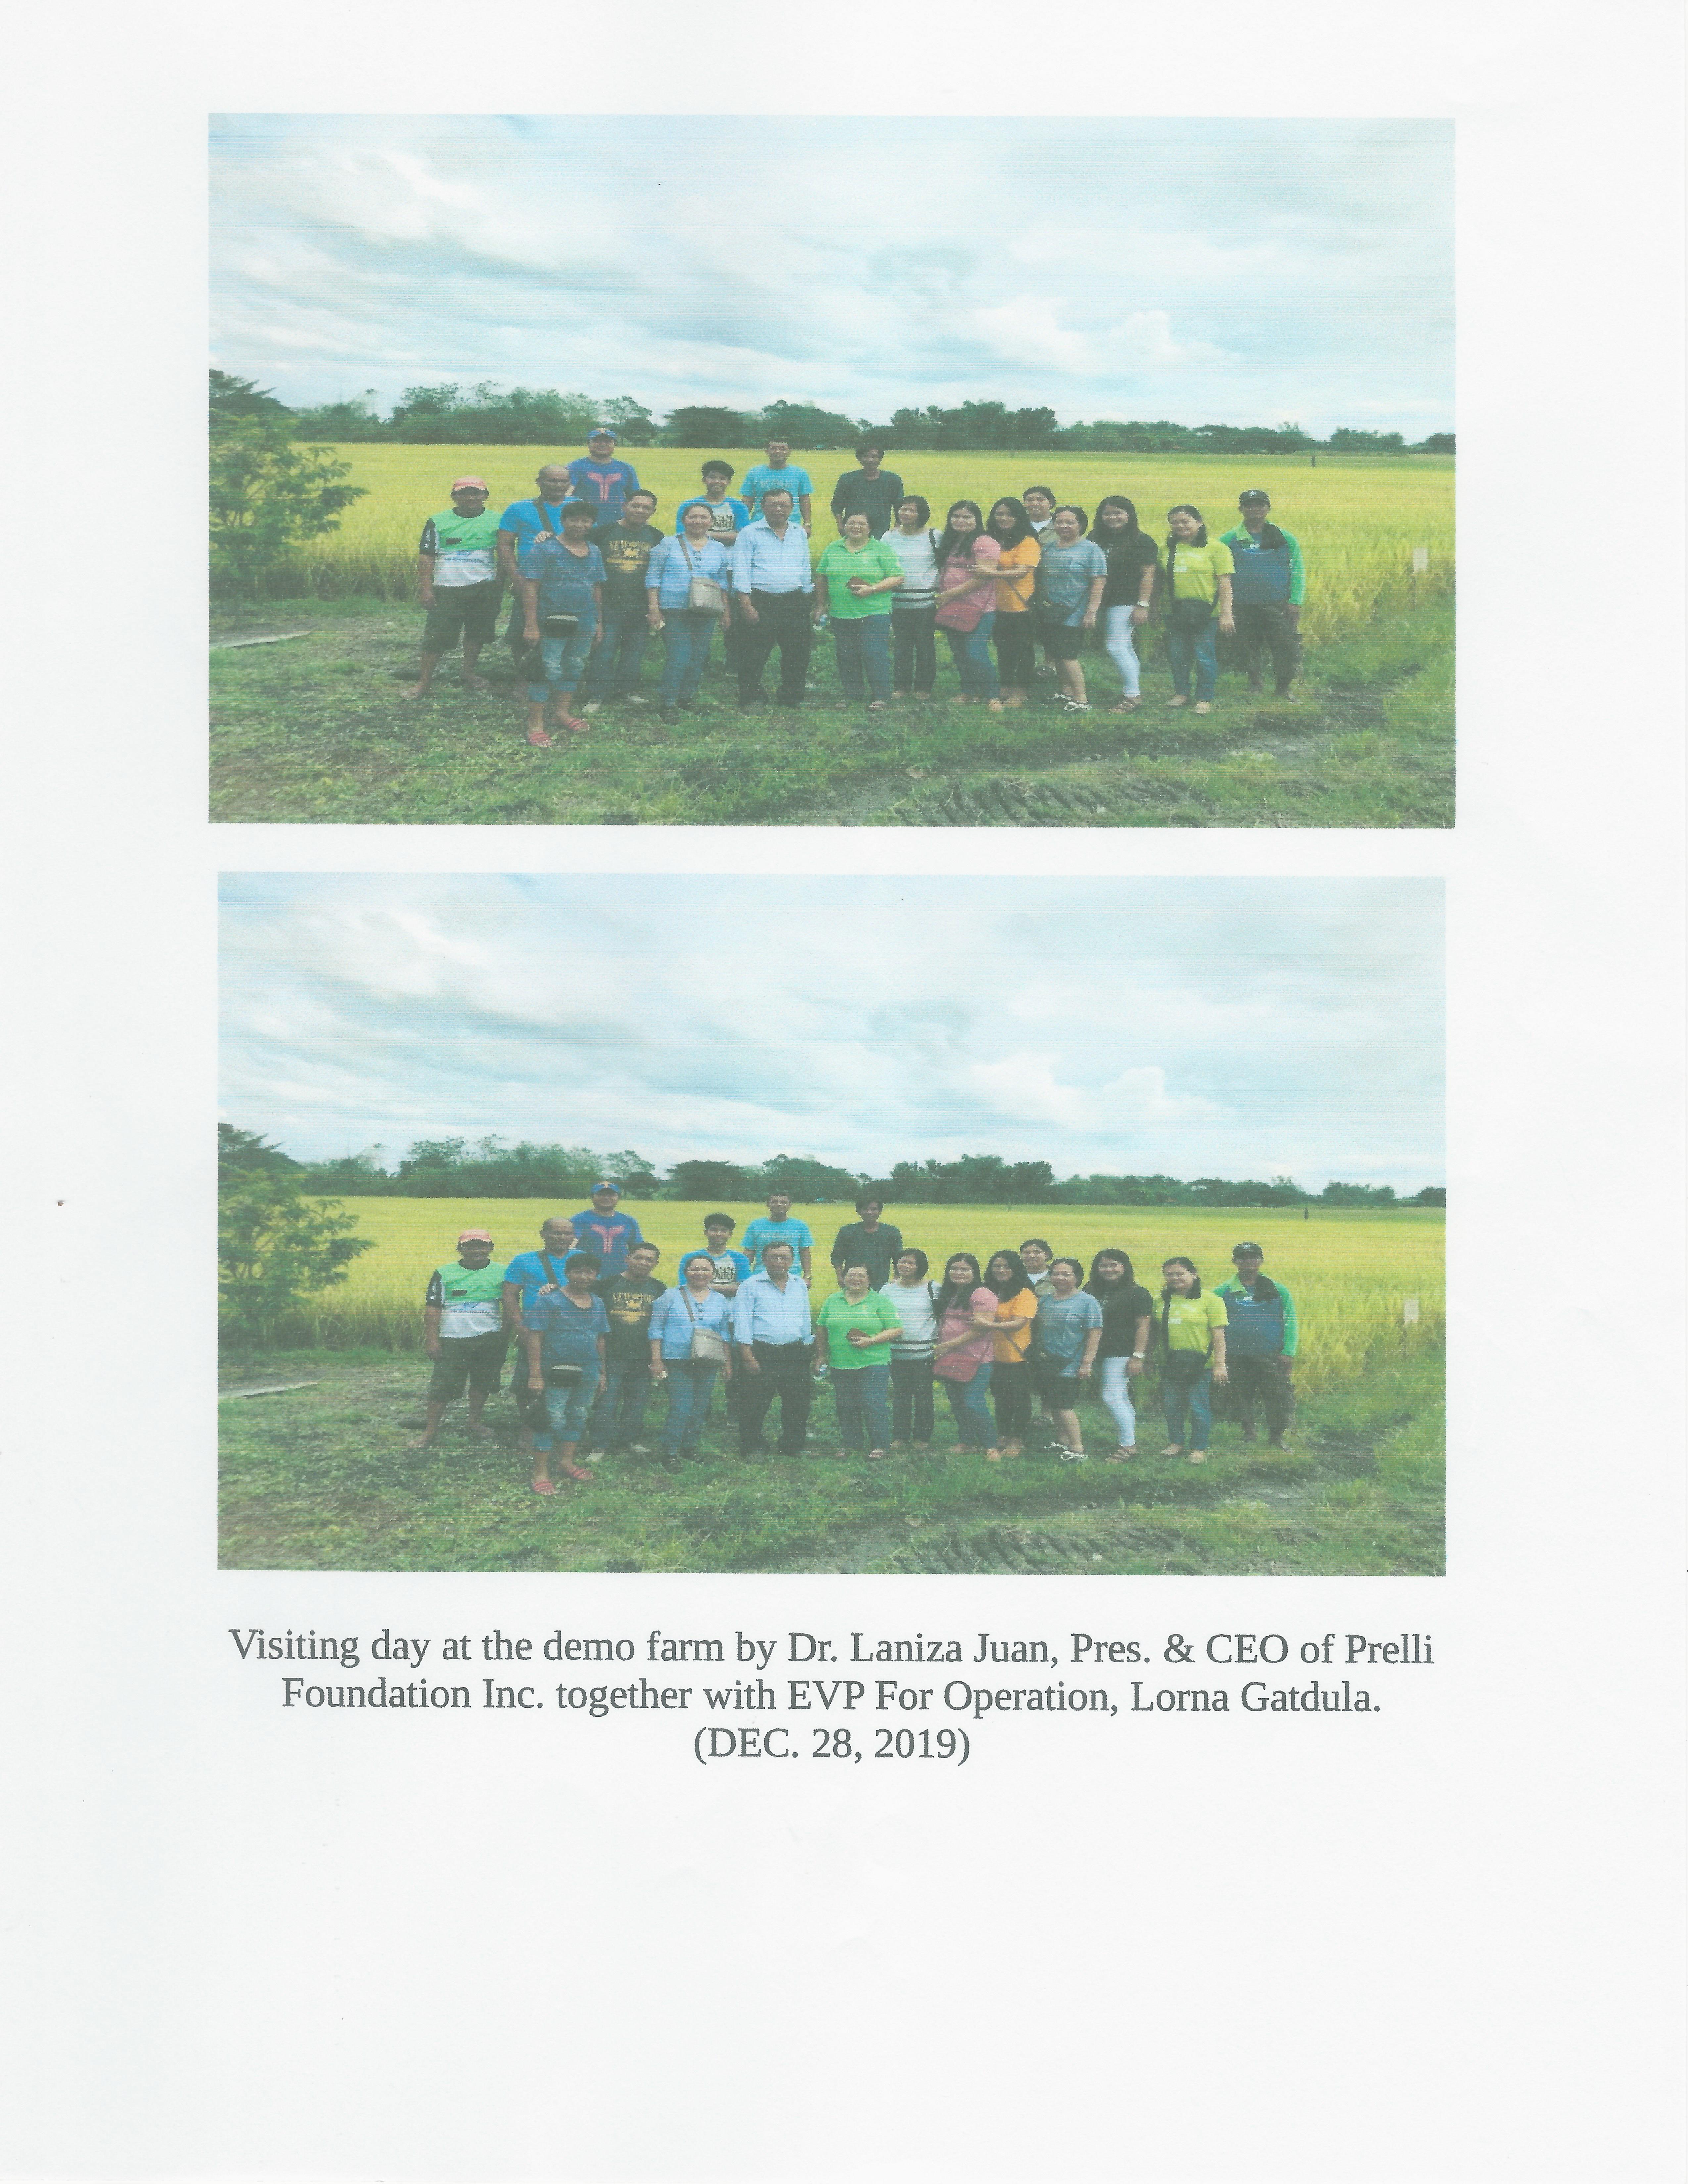 Visiting day at the demo farm by Dr. Laniza Juan, Pres. & CEO of Prelli
Foundation Inc. together with EVP For Operation, Lorna Gatdula.
(DEC. 28, 2019)